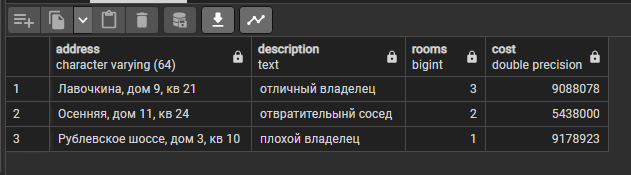 address description rooms cost
character varying (64) text bigint double precision
1 Лавочкина, дом 9, кв 21 отличный владелец 3 9088078
2 Осенняя, дом 11, кв 24 отвратительынй сосед 2 5438000
3 Рублевское шоссе, дом 3, кв 10 плохой владелец 1 9178923